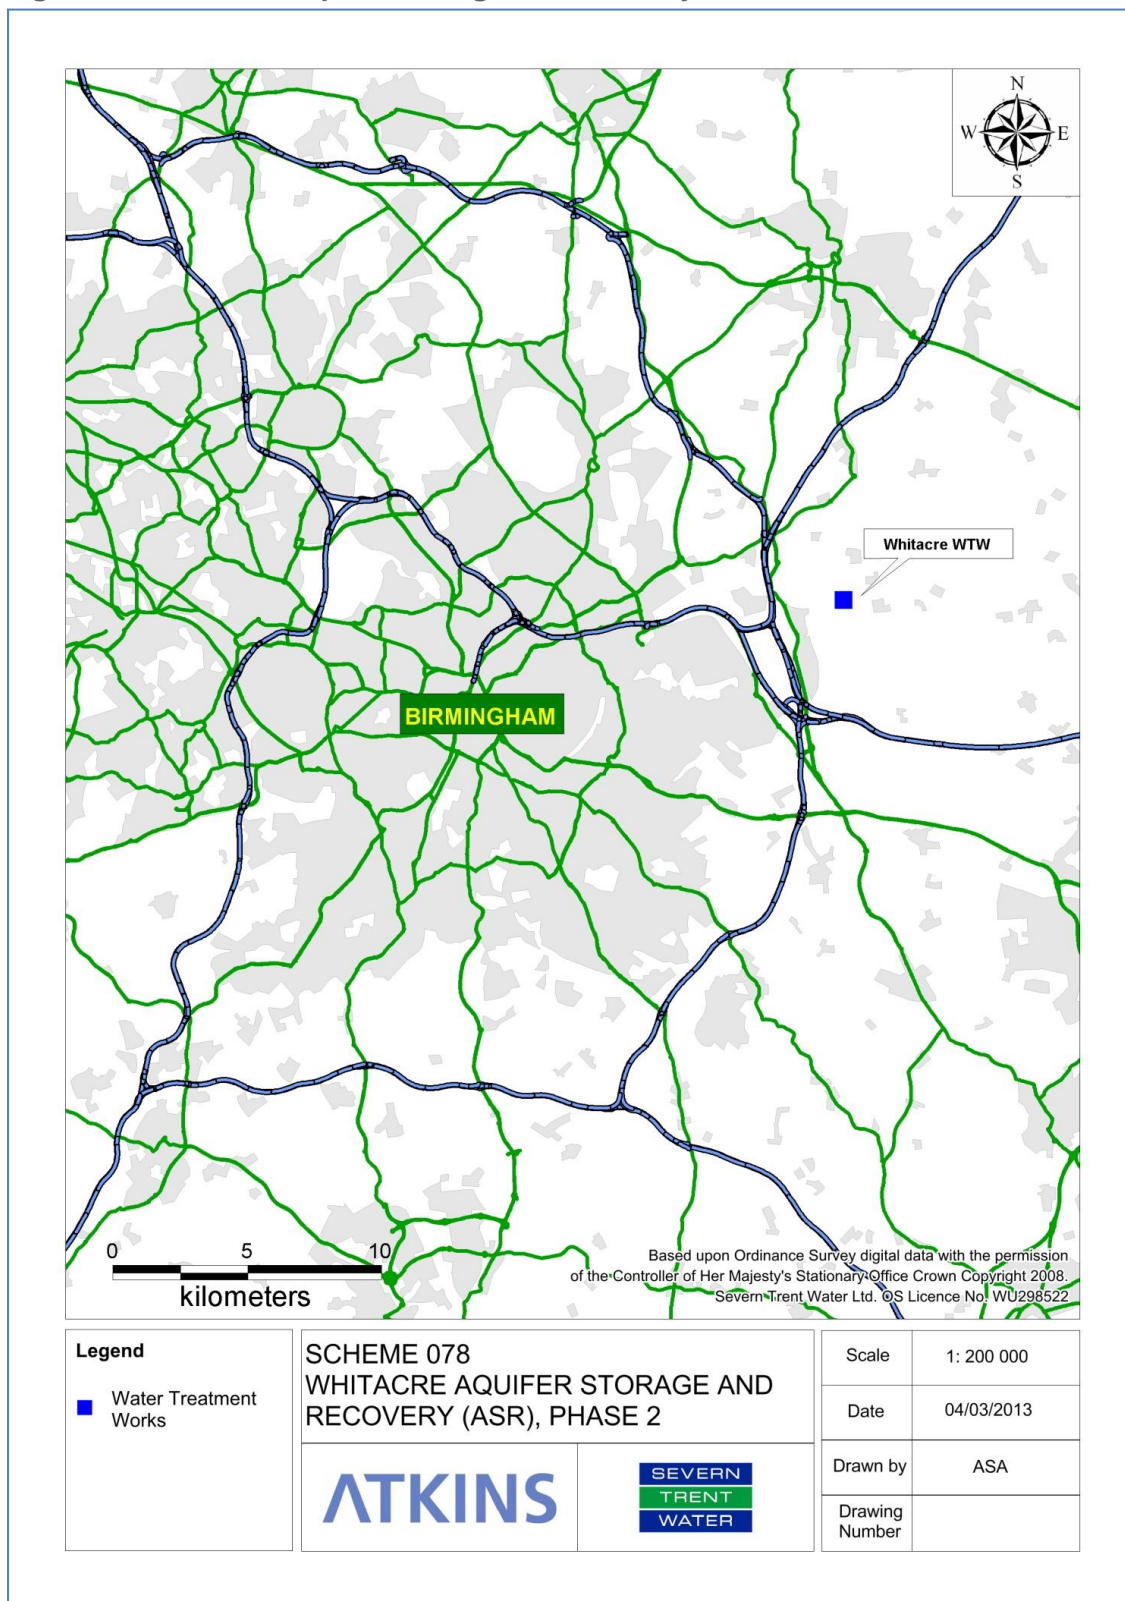 N
W E
S
Whitacre WTW
BIRMINGHAM
0 5 10
kilometers
Based upon Ordinance Survey digital data with the permission
of the Controller of Her Majesty's Stationary Office Crown Copyright 2008.
Severn Trent Water Ltd. OS Licence No. WU298522
Legend
Water Treatment
Works
SCHEME 078
WHITACRE AQUIFER STORAGE AND
RECOVERY (ASR), PHASE 2
ATKINS
SEVERN
TRENT
WATER
Scale 1: 200 000
Date 04/03/2013
Drawn by ASA
Drawing
Number